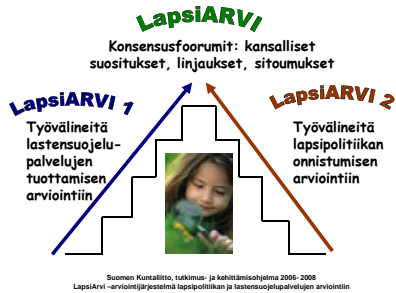 LapsiARVI
Konsensusfoorumit: kansalliset
suositukset, linjaukset, sitoumukset
LapsiARVI 1
Työvälineitä
lastensuojelu-
palvelujen
tuottamisen
arviointiin
LapsiARVI 2
Työvälineitä
lapsipolitiikan
onnistumisen
arviointiin
Suomen Kuntaliitto, tutkimus- ja kehittämisohjelma 2006- 2008
LapsiArvi –arviointijärjestelmä lapsipolitiikan ja lastensuojelupalvelujen arviointiin